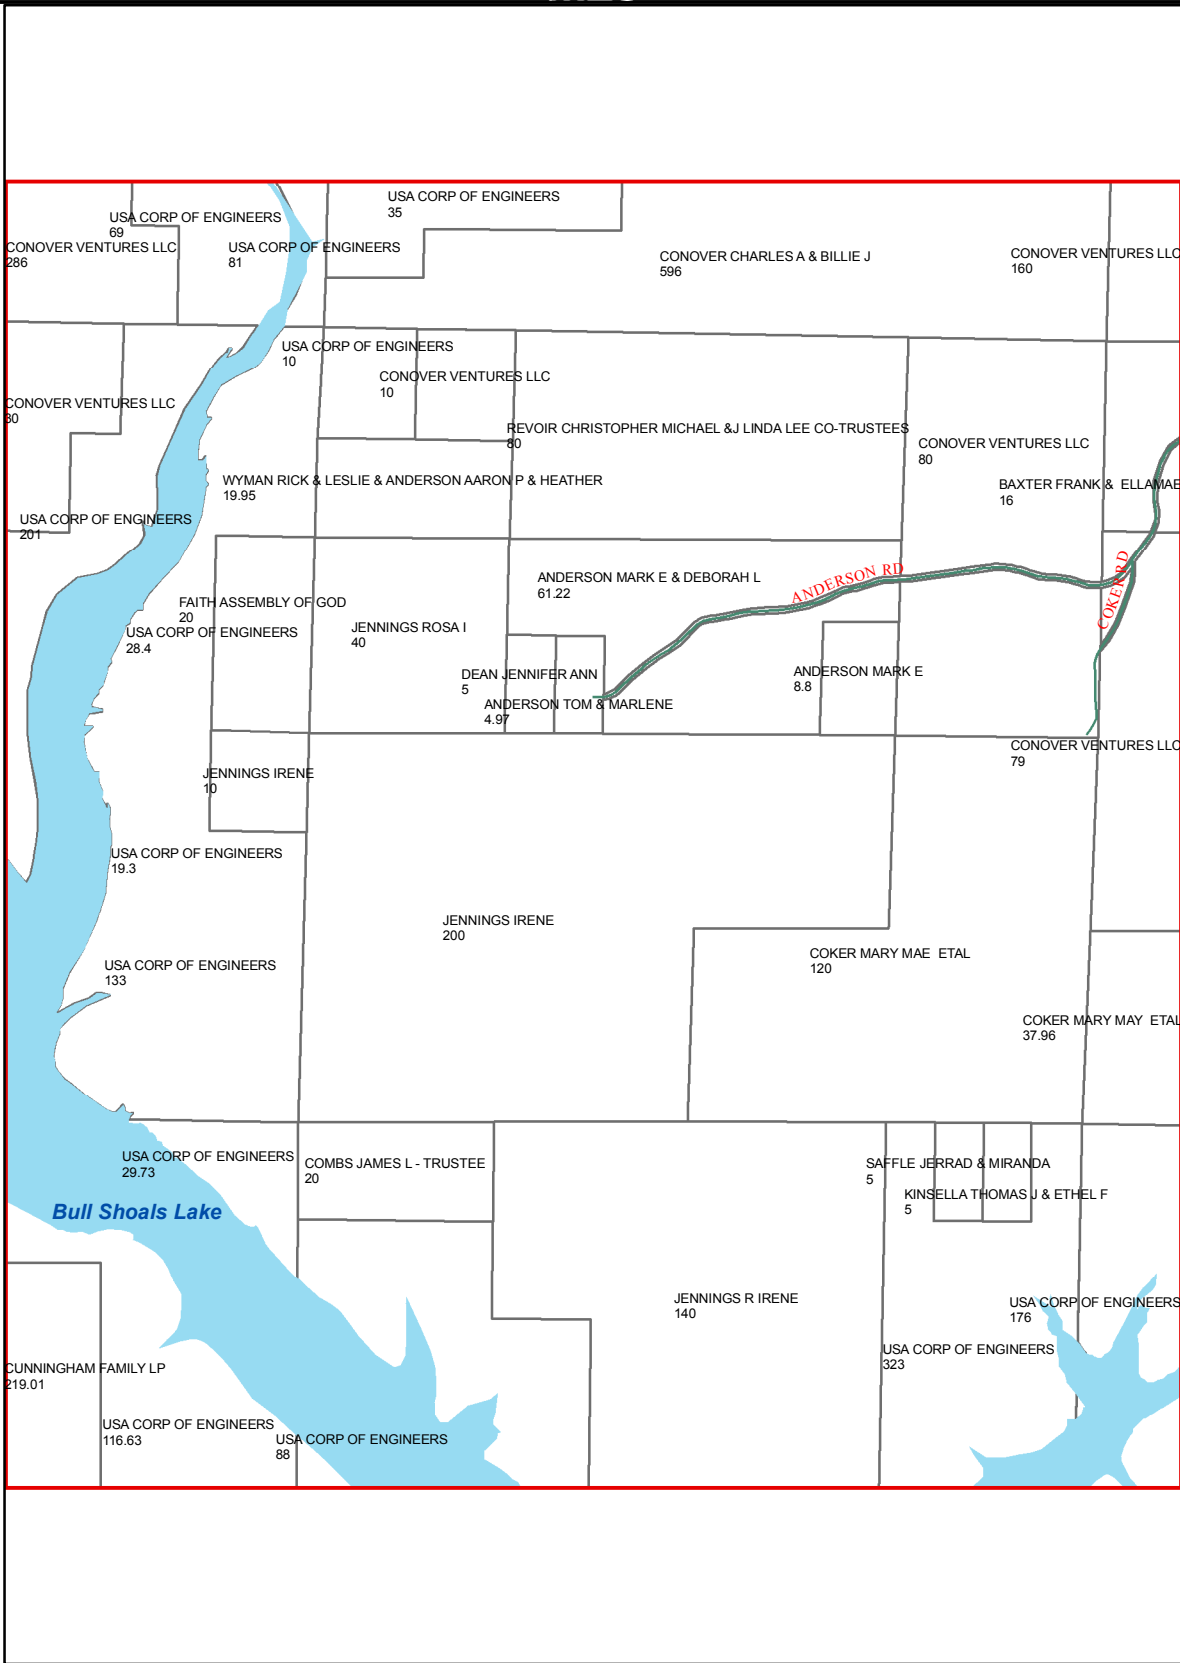 USA CORP OF ENGINEERS
35
USA CORP OF ENGINEERS
69
CONOVER VENTURES LLC
286
USA CORP OF ENGINEERS
81
CONOVER CHARLES A & BILLIE J
596
CONOVER VENTURES LLC
160
USA CORP OF ENGINEERS
10
CONOVER VENTURES LLC
10
CONOVER VENTURES LLC
80
REVOIR CHRISTOPHER MICHAEL &J LINDA LEE CO-TRUSTEES
80
CONOVER VENTURES LLC
80
WYMAN RICK & LESLIE & ANDERSON AARON P & HEATHER
19.95
BAXTER FRANK & ELLAMAE
16
USA CORP OF ENGINEERS
201
ANDERSON RD
COKER RD
ANDERSON MARK E & DEBORAH L
61.22
FAITH ASSEMBLY OF GOD
20
USA CORP OF ENGINEERS
28.4
JENNINGS ROSA I
40
DEAN JENNIFER ANN
5
ANDERSON MARK E
8.8
ANDERSON TOM & MARLENE
4.97
CONOVER VENTURES LLC
79
JENNINGS IRENE
10
USA CORP OF ENGINEERS
19.3
JENNINGS IRENE
200
COKER MARY MAE ETAL
120
USA CORP OF ENGINEERS
133
COKER MARY MAY ETAL
37.96
USA CORP OF ENGINEERS
29.73
COMBS JAMES L - TRUSTEE
20
SAFFLE JERRAD & MIRANDA
5
KINSELLA THOMAS J & ETHEL F
5
Bull Shoals Lake
JENNINGS R IRENE
140
USA CORP OF ENGINEERS
176
USA CORP OF ENGINEERS
323
CUNNINGHAM FAMILY LP
219.01
USA CORP OF ENGINEERS
116.63
USA CORP OF ENGINEERS
88